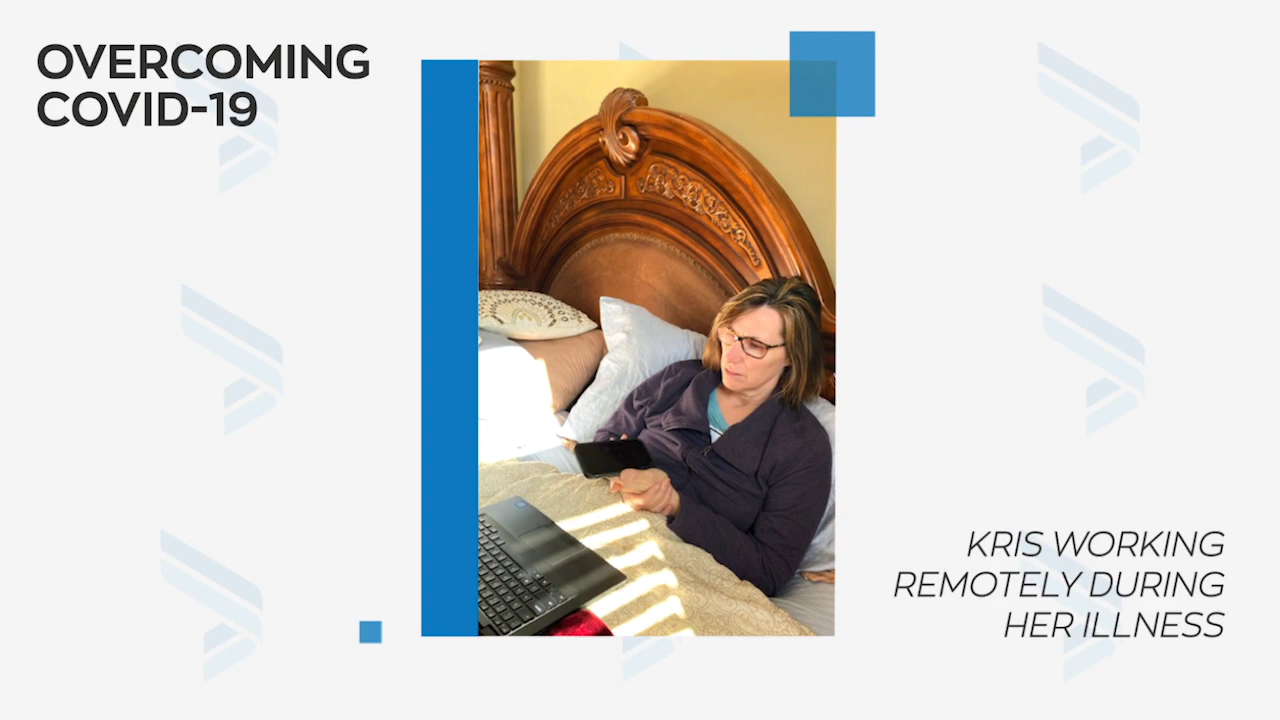 OVERCOMING
COVID-19
KRIS WORKING
REMOTELY DURING
HER ILLNESS